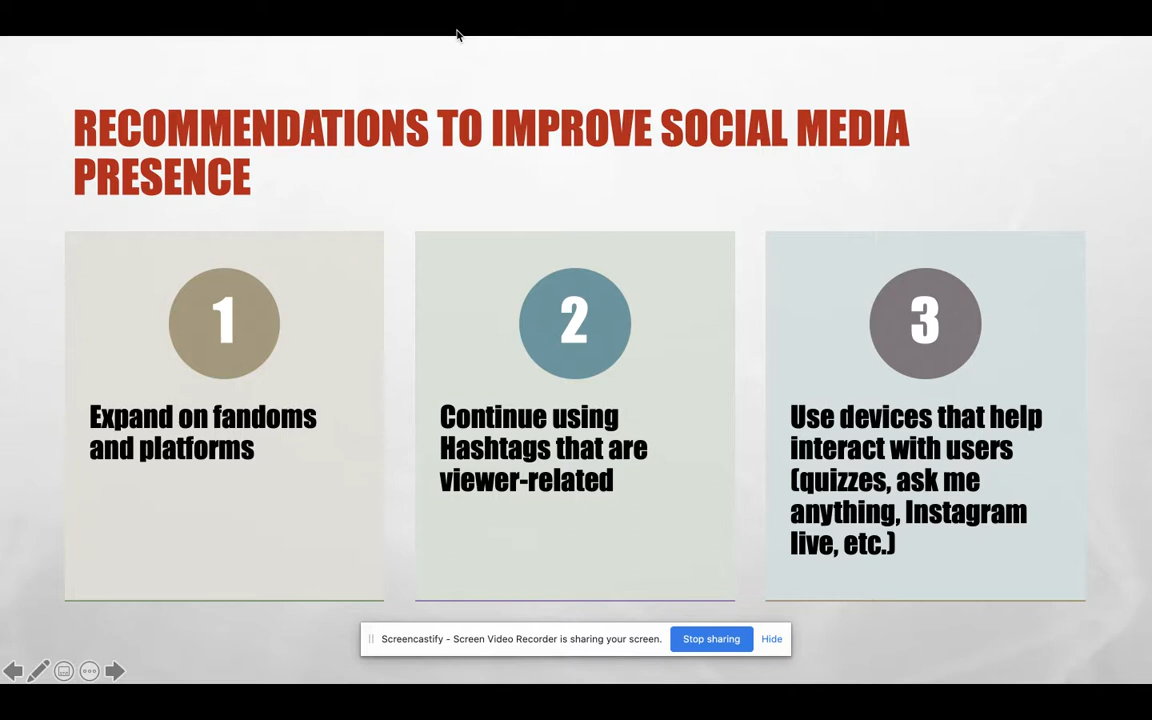 RECOMMENDATIONS TO IMPROVE SOCIAL MEDIA
PRESENCE
1
Expand on fandoms
and platforms
2
Continue using
Hashtags that are
viewer-related
3
Use devices that help
interact with users
(quizzes, ask me
anything, Instagram
live, etc.)
Screencastify - Screen Video Recorder is sharing your screen.
Stop sharing
Hide